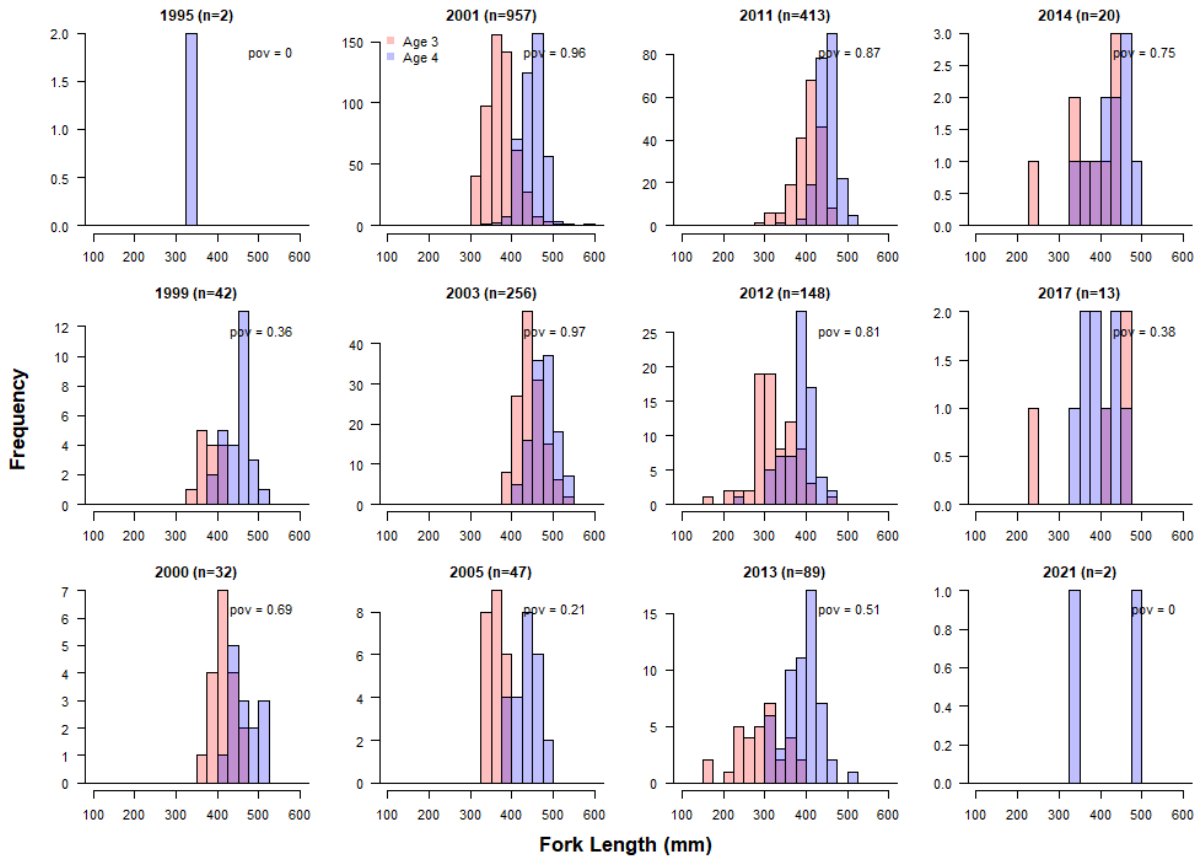 1995 (n=2)
pov = 0
2.0
1.5
1.0
0.5
0.0
100 200 300 400 500 600
2001 (n=957)
Age 3
Age 4
pov = 0.96
150
100
50
0
100 200 300 400 500 600
2011 (n=413)
pov = 0.87
80
60
40
20
0
100 200 300 400 500 600
2014 (n=20)
pov = 0.75
3.0
2.5
2.0
1.5
1.0
0.5
0.0
100 200 300 400 500 600
1999 (n=42)
pov = 0.36
12
10
8
6
4
2
0
100 200 300 400 500 600
2003 (n=256)
pov = 0.97
40
30
20
10
0
100 200 300 400 500 600
2012 (n=148)
pov = 0.81
25
20
15
10
5
0
100 200 300 400 500 600
2017 (n=13)
pov = 0.38
2.0
1.5
1.0
0.5
0.0
100 200 300 400 500 600
2000 (n=32)
pov = 0.69
7
6
5
4
3
2
1
0
100 200 300 400 500 600
2005 (n=47)
pov = 0.21
8
6
4
2
0
100 200 300 400 500 600
2013 (n=89)
pov = 0.51
15
10
5
0
100 200 300 400 500 600
2021 (n=2)
pov = 0
1.0
0.8
0.6
0.4
0.2
0.0
100 200 300 400 500 600
Frequency
Fork Length (mm)